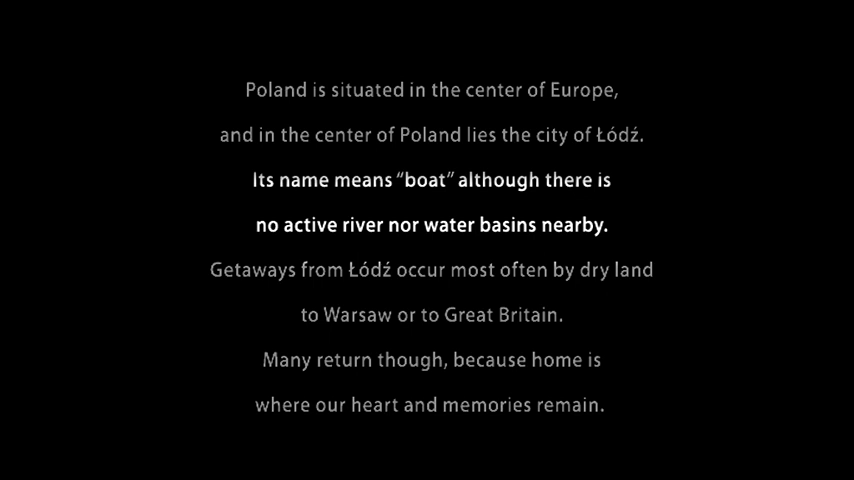 Poland is situated in the center of Europe,
and in the center of Poland lies the city of Łódź.
Its name means “boat” although there is
no active river nor water basins nearby.
Getaways from Łódź occur most often by dry land
to Warsaw or to Great Britain.
Many return though, because home is
where our heart and memories remain.